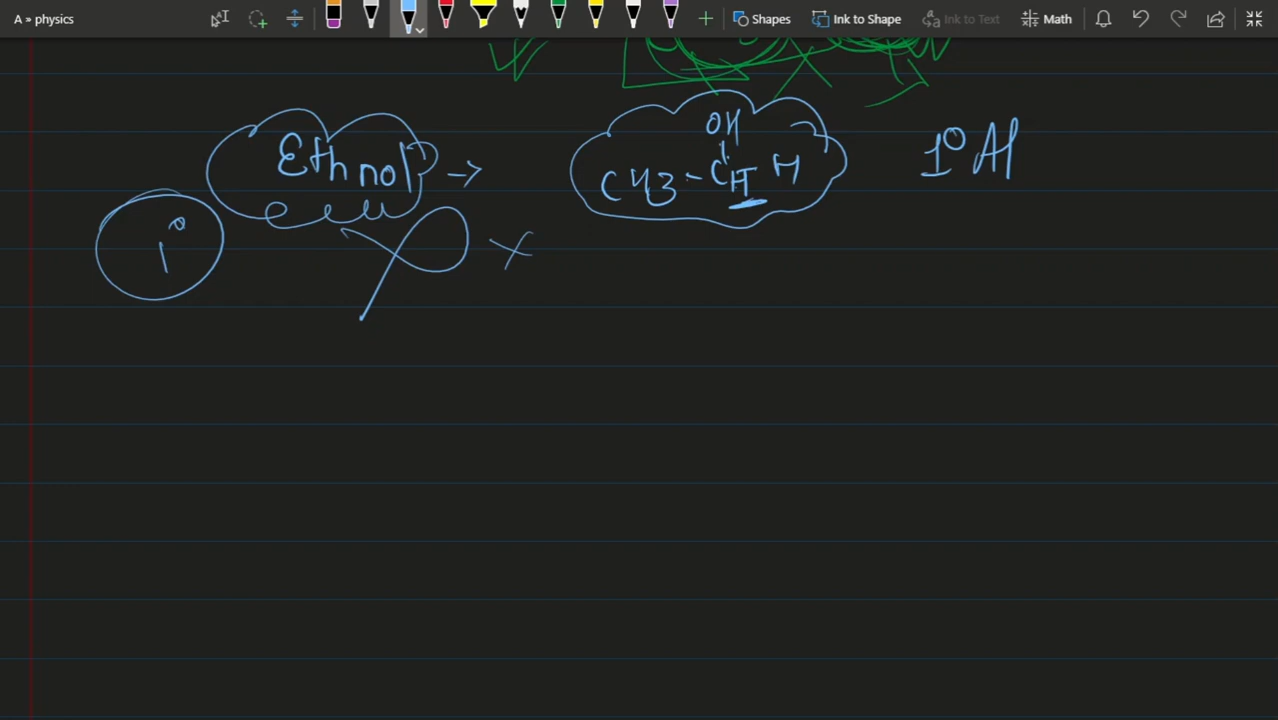 A » physics
Shapes
Ink to Shape
Ink to Text
Math
OH
Ethnol → CH3 - CH H 1° Al
1°